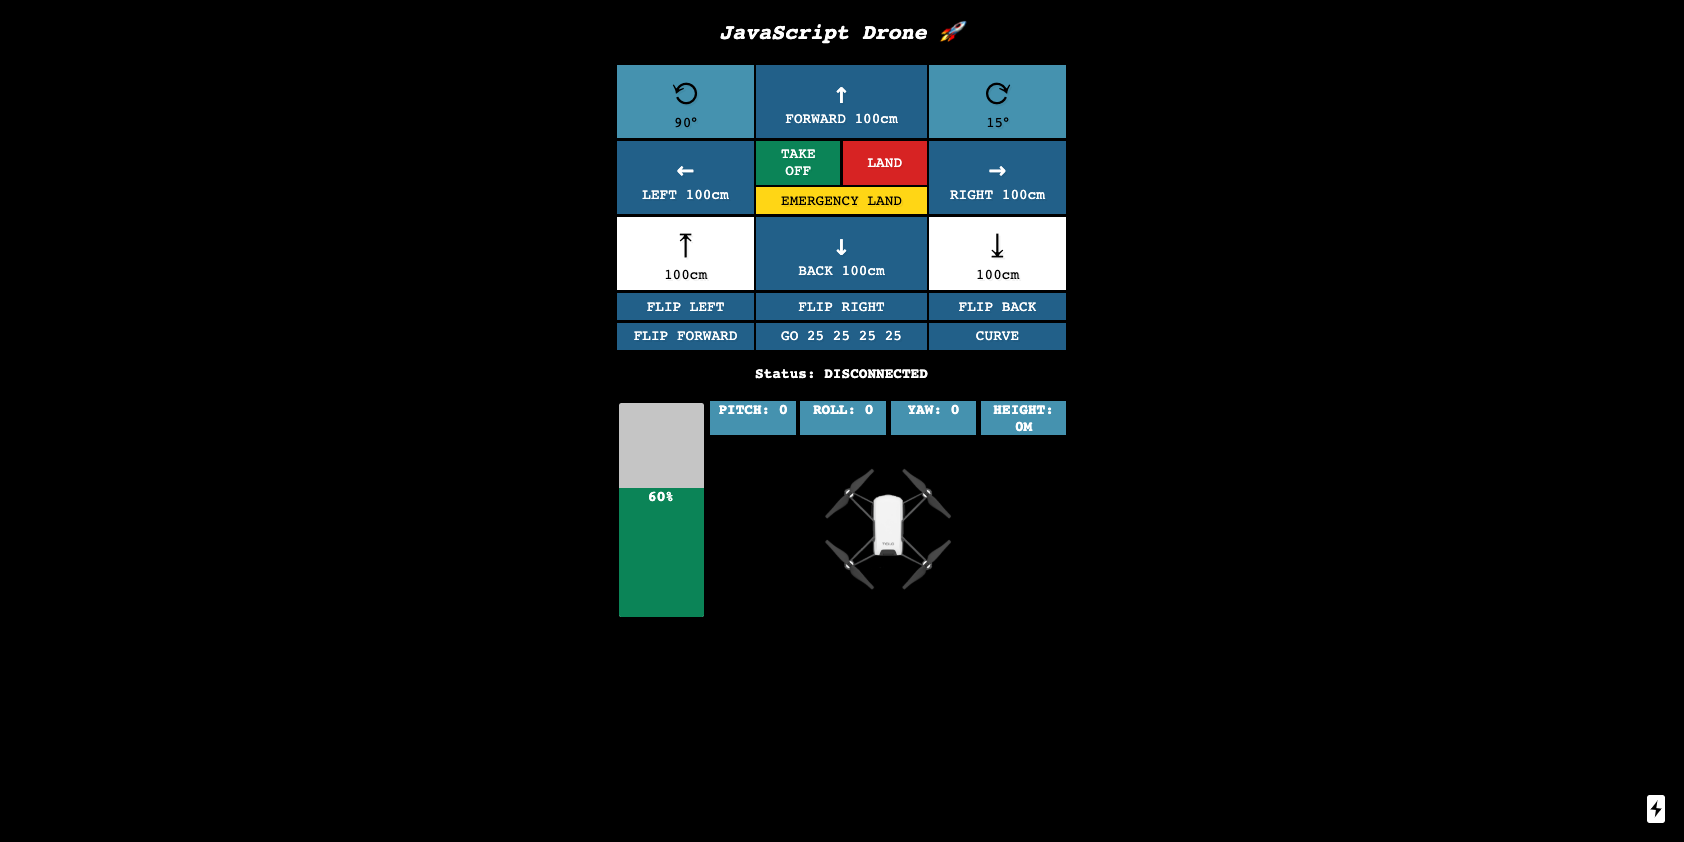 JavaScript Drone 🚀
90°
FORWARD 100cm
15°
LEFT 100cm
TAKE
OFF
LAND
EMERGENCY LAND
RIGHT 100cm
100cm
BACK 100cm
100cm
FLIP LEFT
FLIP RIGHT
FLIP BACK
FLIP FORWARD
GO 25 25 25 25
CURVE
Status: DISCONNECTED
60%
PITCH: 0
ROLL: 0
YAW: 0
HEIGHT:
0M